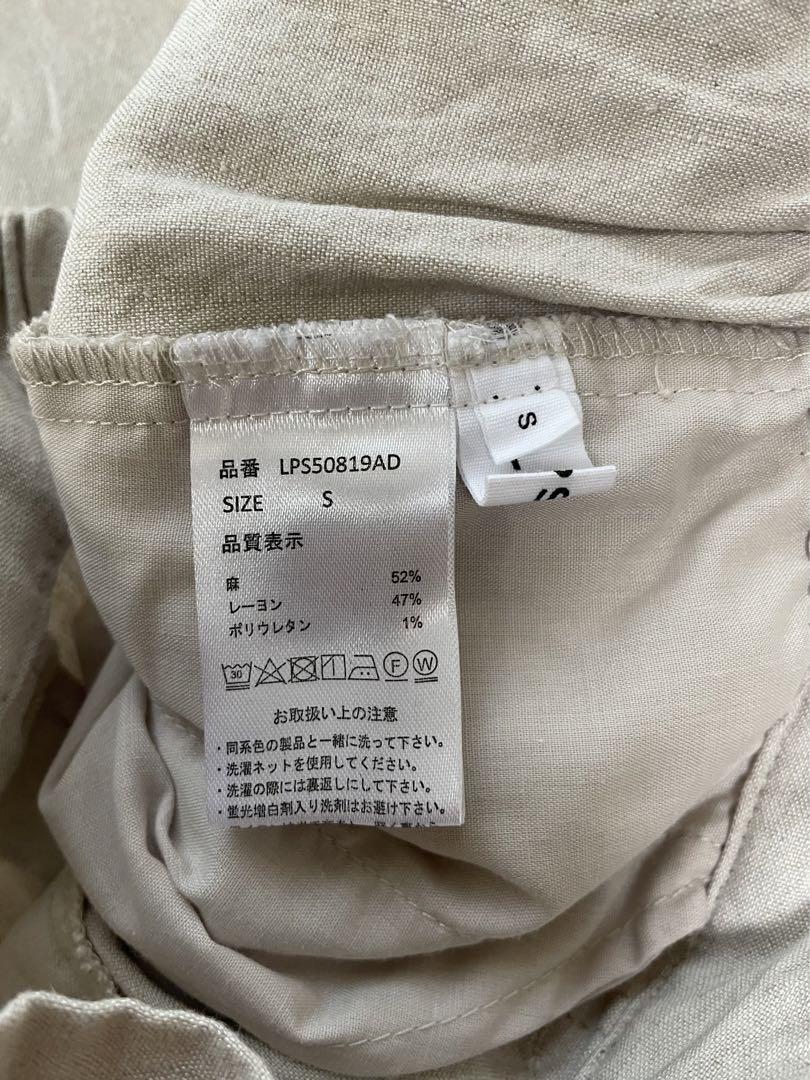 品番 LPS50819AD
SIZE S
品質表示
麻 52%
レーヨン 47%
ポリウレタン 1%
30 F W
お取扱い上の注意
・同系色の製品と一緒に洗って下さい。
・洗濯ネットを使用してください。
・洗濯の際には裏返しにして下さい。
・蛍光増白剤入り洗剤はお避け下さい。
S